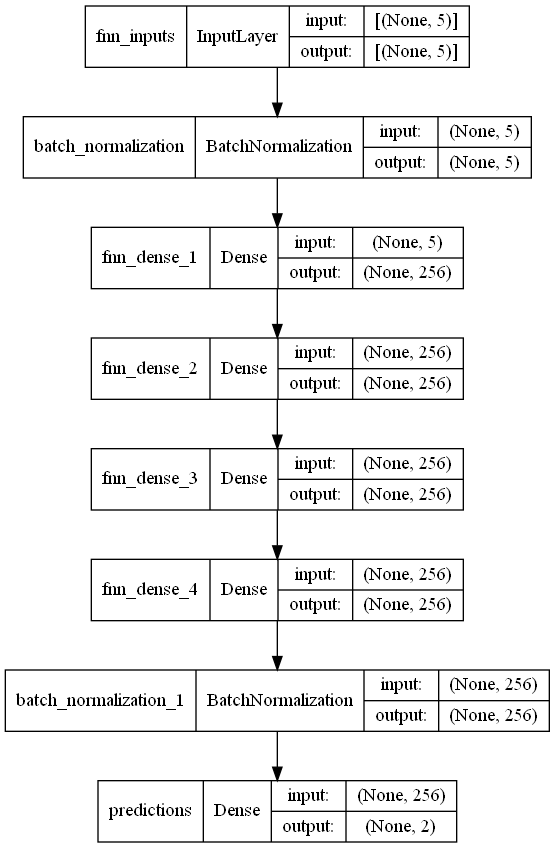 fnn_inputs InputLayer input: [(None, 5)]
output: [(None, 5)]
batch_normalization BatchNormalization input: (None, 5)
output: (None, 5)
fnn_dense_1 Dense input: (None, 5)
output: (None, 256)
fnn_dense_2 Dense input: (None, 256)
output: (None, 256)
fnn_dense_3 Dense input: (None, 256)
output: (None, 256)
fnn_dense_4 Dense input: (None, 256)
output: (None, 256)
batch_normalization_1 BatchNormalization input: (None, 256)
output: (None, 256)
predictions Dense input: (None, 256)
output: (None, 2)